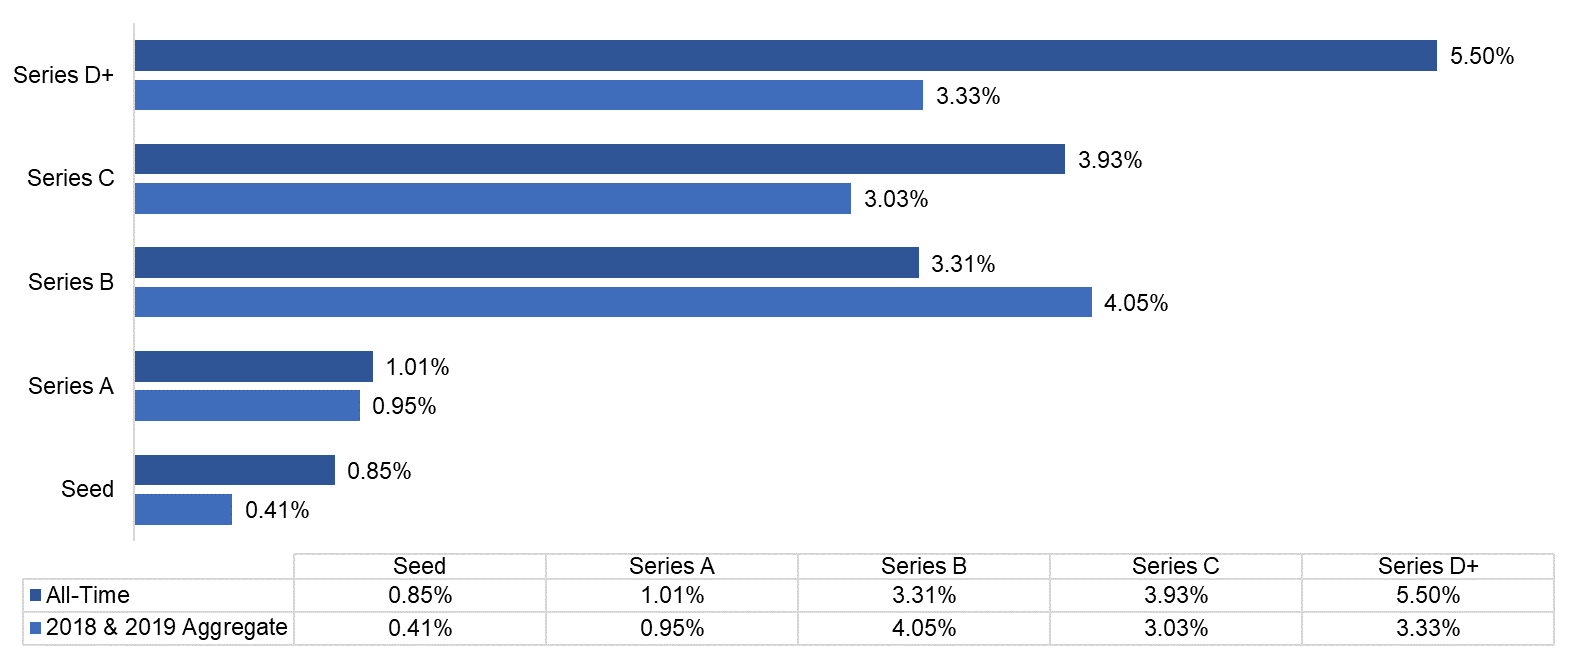 Series D+
5.50%
3.33%
Series C
3.93%
3.03%
Series B
3.31%
4.05%
Series A
1.01%
0.95%
Seed
0.85%
0.41%
Seed Series A Series B Series C Series D+
All-Time 0.85% 1.01% 3.31% 3.93% 5.50%
2018 & 2019 Aggregate 0.41% 0.95% 4.05% 3.03% 3.33%